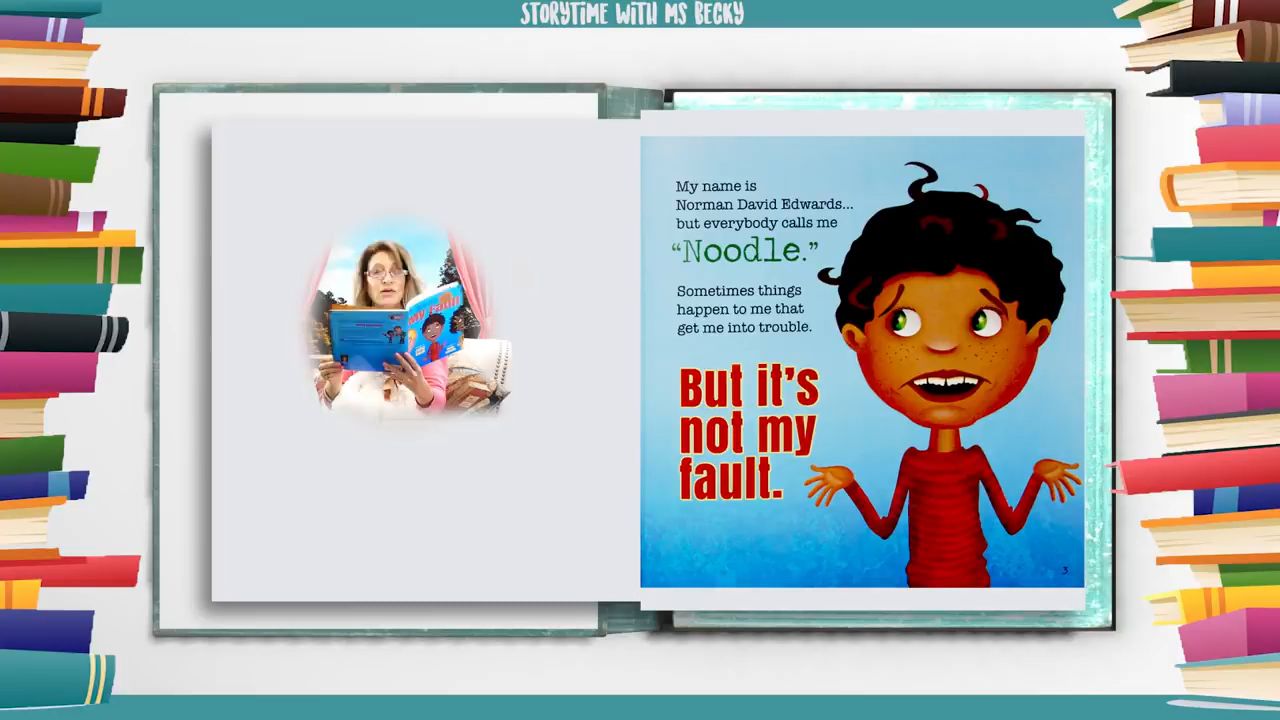 STORYTIME WITH MS BECKY
My name is
Norman David Edwards...
but everybody calls me
“Noodle.”
Sometimes things
happen to me that
get me into trouble.
But it’s
not my
fault.
3